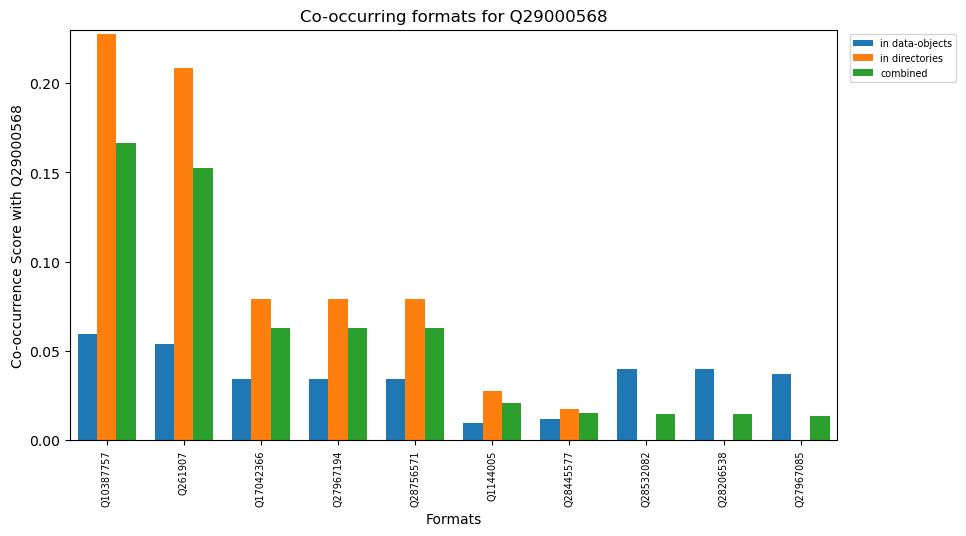 Co-occurring formats for Q29000568
in data-objects
in directories
combined
Co-occurrence Score with Q29000568
0.20
0.15
0.10
0.05
0.00
Q10387757
Q261907
Q17042366
Q27967194
Q28756571
Q1144005
Q28445577
Q28532082
Q28206538
Q27967085
Formats